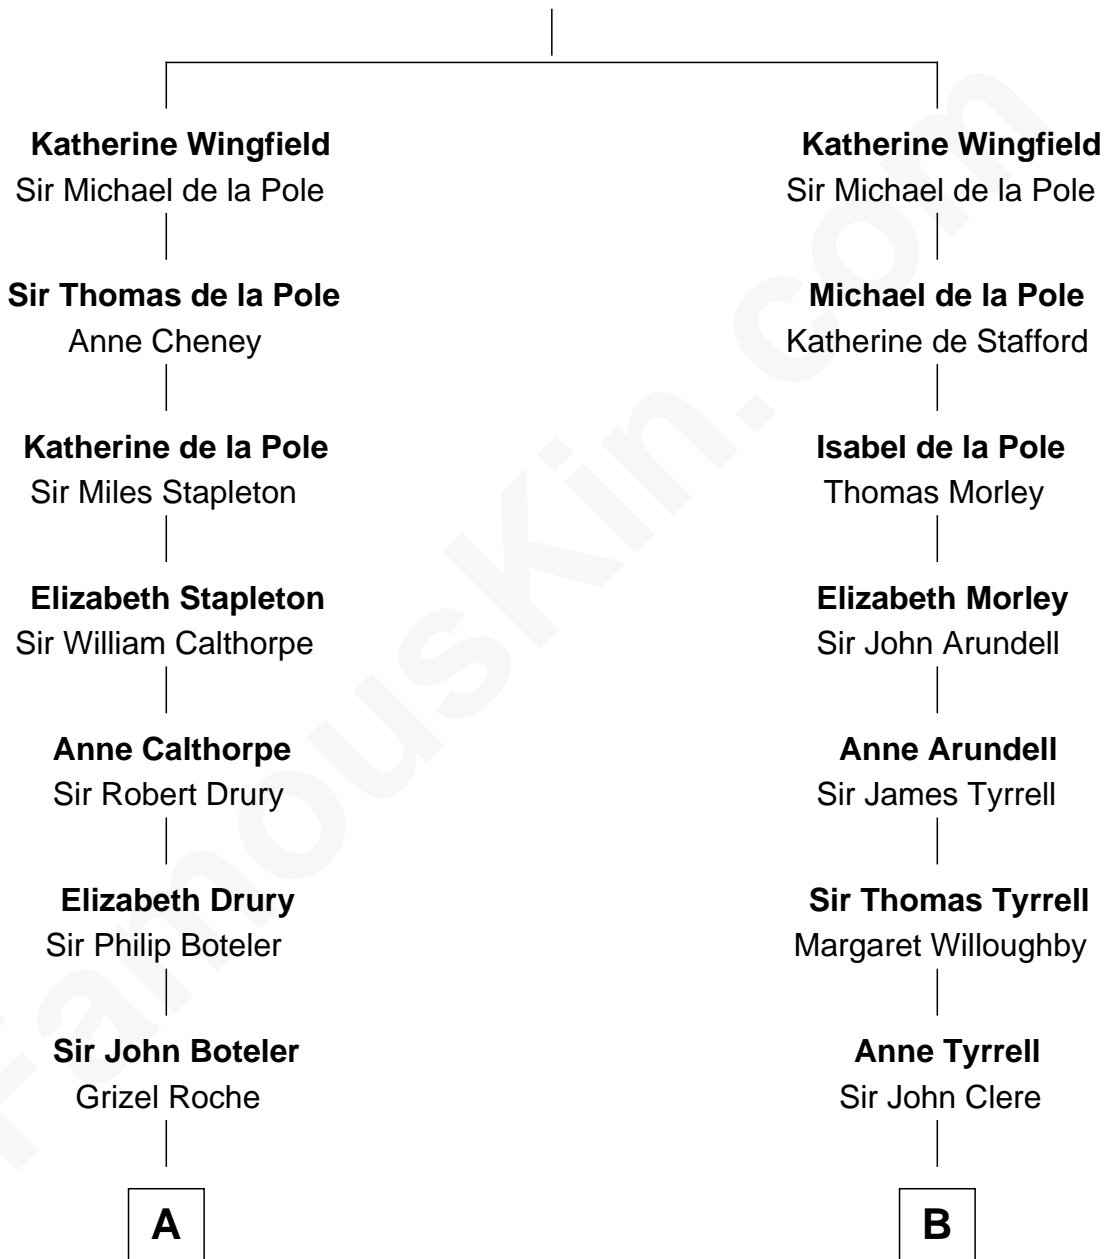 Katherine Wingfield
Sir Michael de la Pole
Sir Thomas de la Pole
Anne Cheney
Katherine de la Pole
Sir Miles Stapleton
Elizabeth Stapleton
Sir William Calthorpe
Anne Calthorpe
Sir Robert Drury
Elizabeth Drury
Sir Philip Boteler
Sir John Boteler
Grizel Roche
A
Katherine Wingfield
Sir Michael de la Pole
Michael de la Pole
Katherine de Stafford
Isabel de la Pole
Thomas Morley
Elizabeth Morley
Sir John Arundell
Anne Arundell
Sir James Tyrrell
Sir Thomas Tyrrell
Margaret Willoughby
Anne Tyrrell
Sir John Clere
B
FamousKin.com